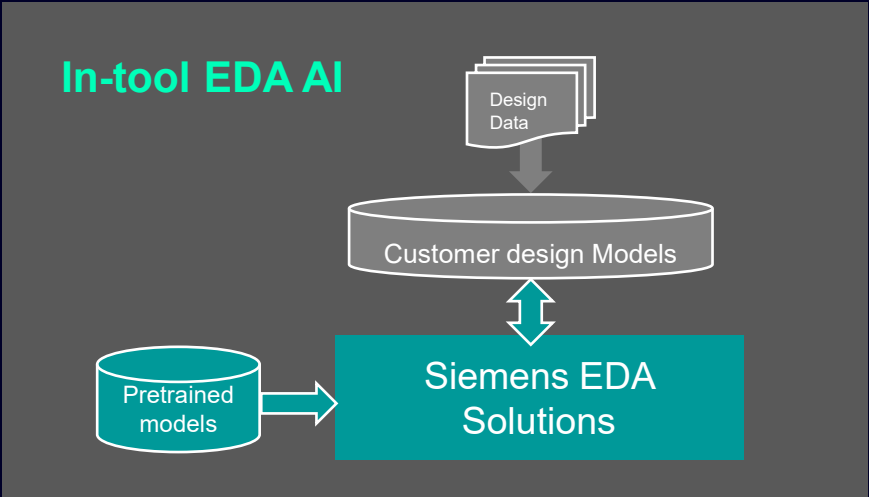 In-tool EDA AI
Design
Data
Customer design Models
Siemens EDA
Solutions
Pretrained
models